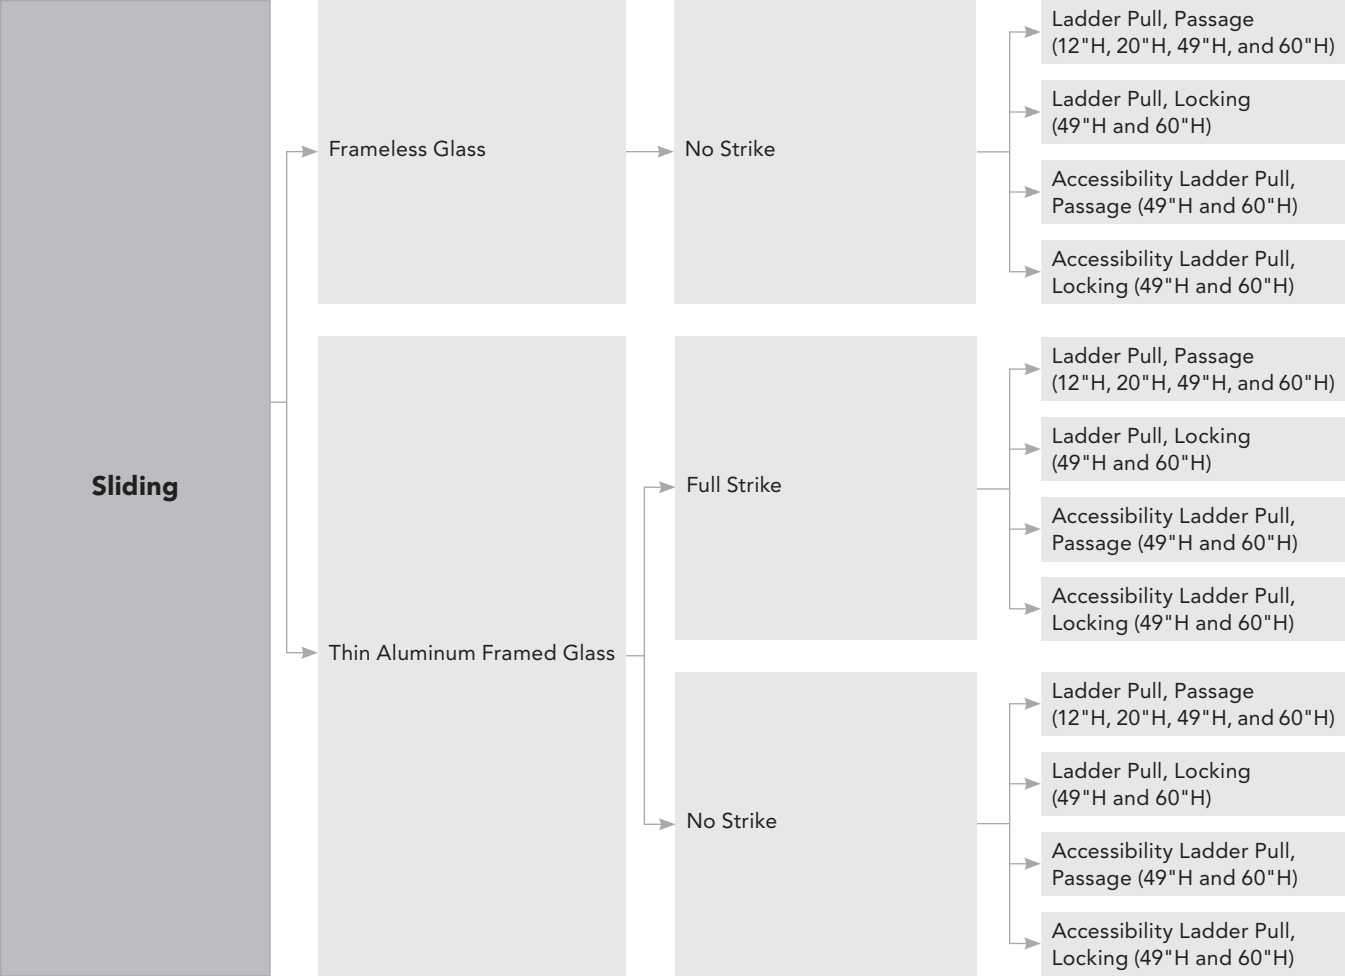 Sliding
Frameless Glass
No Strike
Ladder Pull, Passage
(12"H, 20"H, 49"H, and 60"H)
Ladder Pull, Locking
(49"H and 60"H)
Accessibility Ladder Pull,
Passage (49"H and 60"H)
Accessibility Ladder Pull,
Locking (49"H and 60"H)
Thin Aluminum Framed Glass
Full Strike
Ladder Pull, Passage
(12"H, 20"H, 49"H, and 60"H)
Ladder Pull, Locking
(49"H and 60"H)
Accessibility Ladder Pull,
Passage (49"H and 60"H)
Accessibility Ladder Pull,
Locking (49"H and 60"H)
No Strike
Ladder Pull, Passage
(12"H, 20"H, 49"H, and 60"H)
Ladder Pull, Locking
(49"H and 60"H)
Accessibility Ladder Pull,
Passage (49"H and 60"H)
Accessibility Ladder Pull,
Locking (49"H and 60"H)